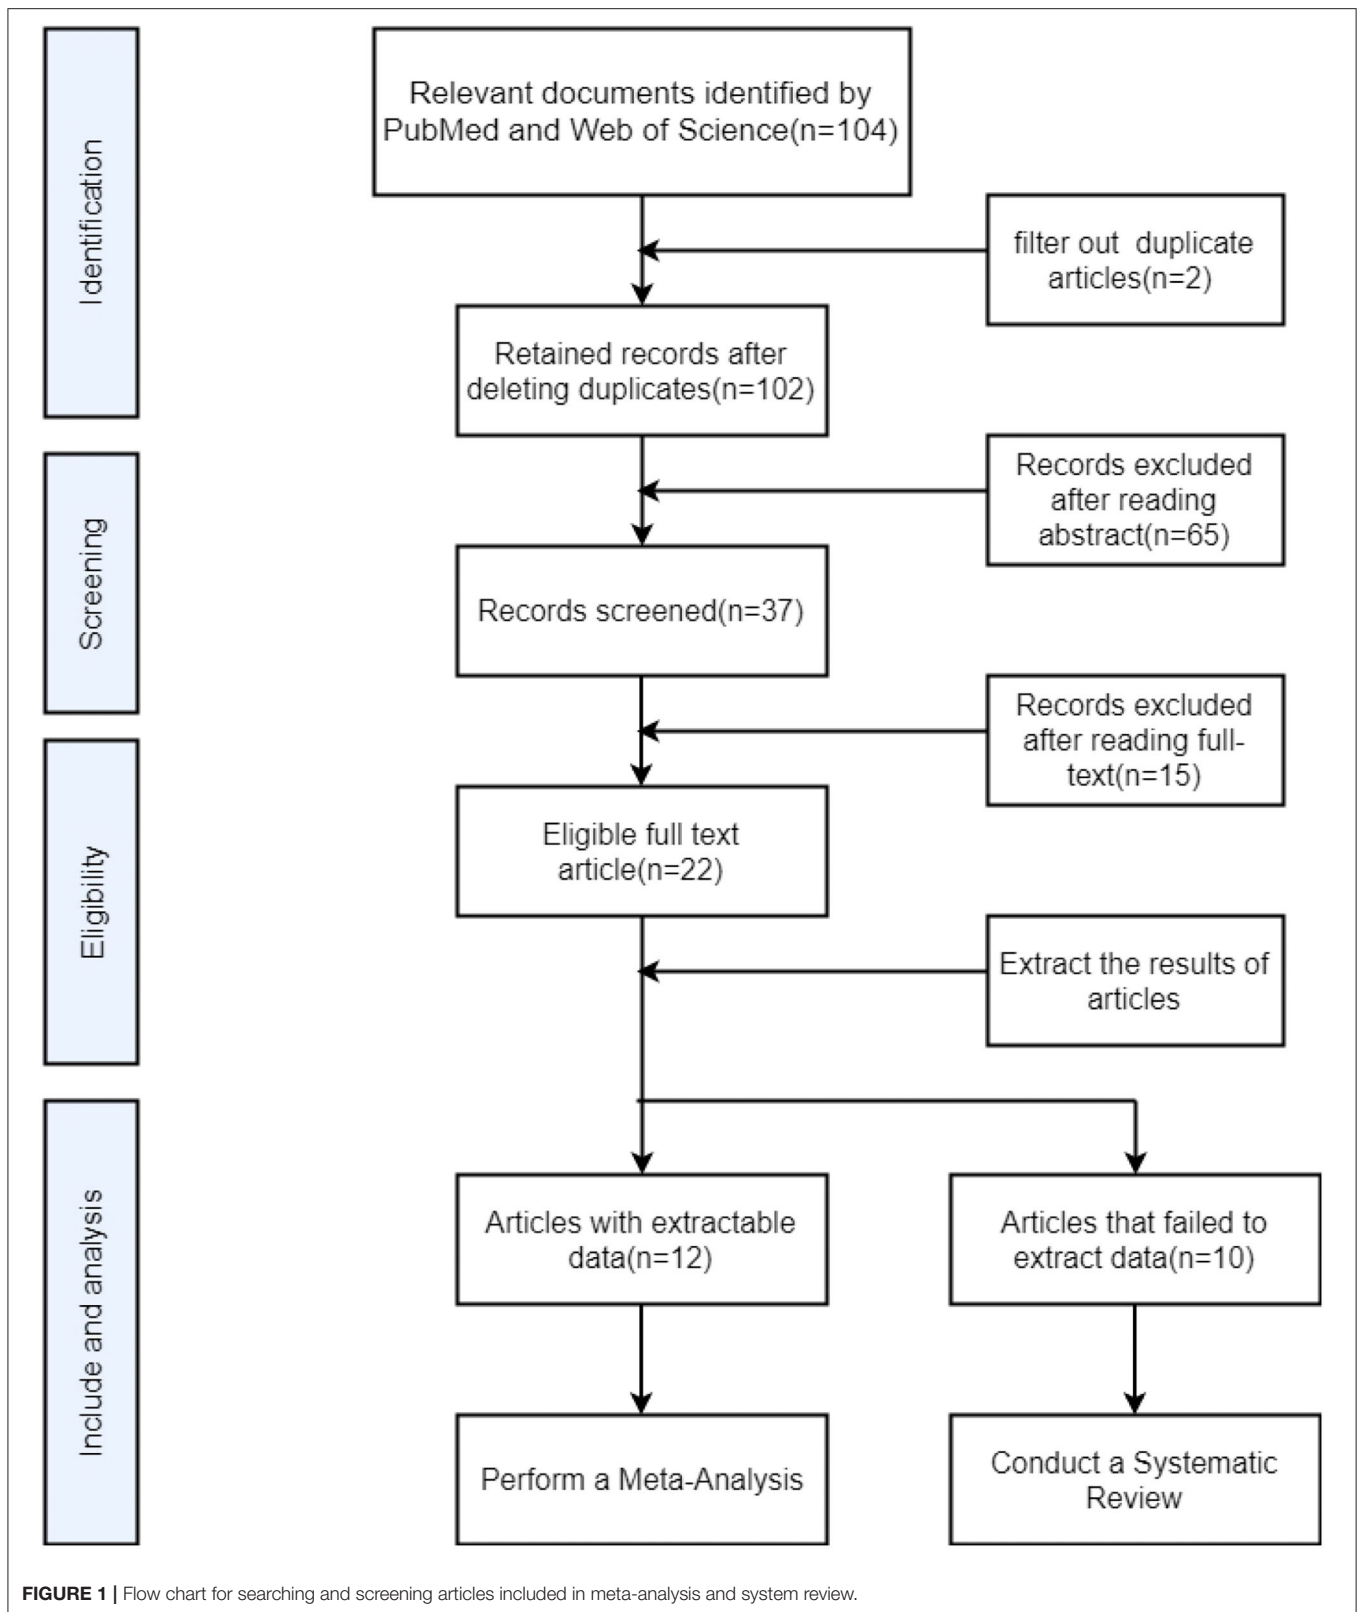 Identification
Relevant documents identified by
PubMed and Web of Science(n=104)
filter out duplicate
articles(n=2)
Retained records after
deleting duplicates(n=102)
Screening
Records excluded
after reading
abstract(n=65)
Records screened(n=37)
Eligibility
Records excluded
after reading full-
text(n=15)
Eligible full text
article(n=22)
Extract the results of
articles
Include and analysis
Articles with extractable
data(n=12)
Articles that failed to
extract data(n=10)
Perform a Meta-Analysis
Conduct a Systematic
Review
FIGURE 1 | Flow chart for searching and screening articles included in meta-analysis and system review.